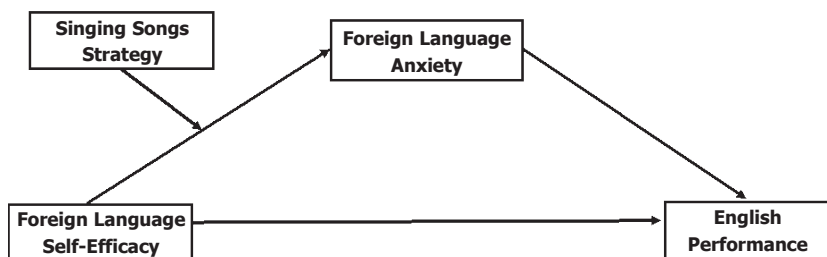 Singing Songs
Strategy
Foreign Language
Anxiety
Foreign Language
Self-Efficacy
English
Performance